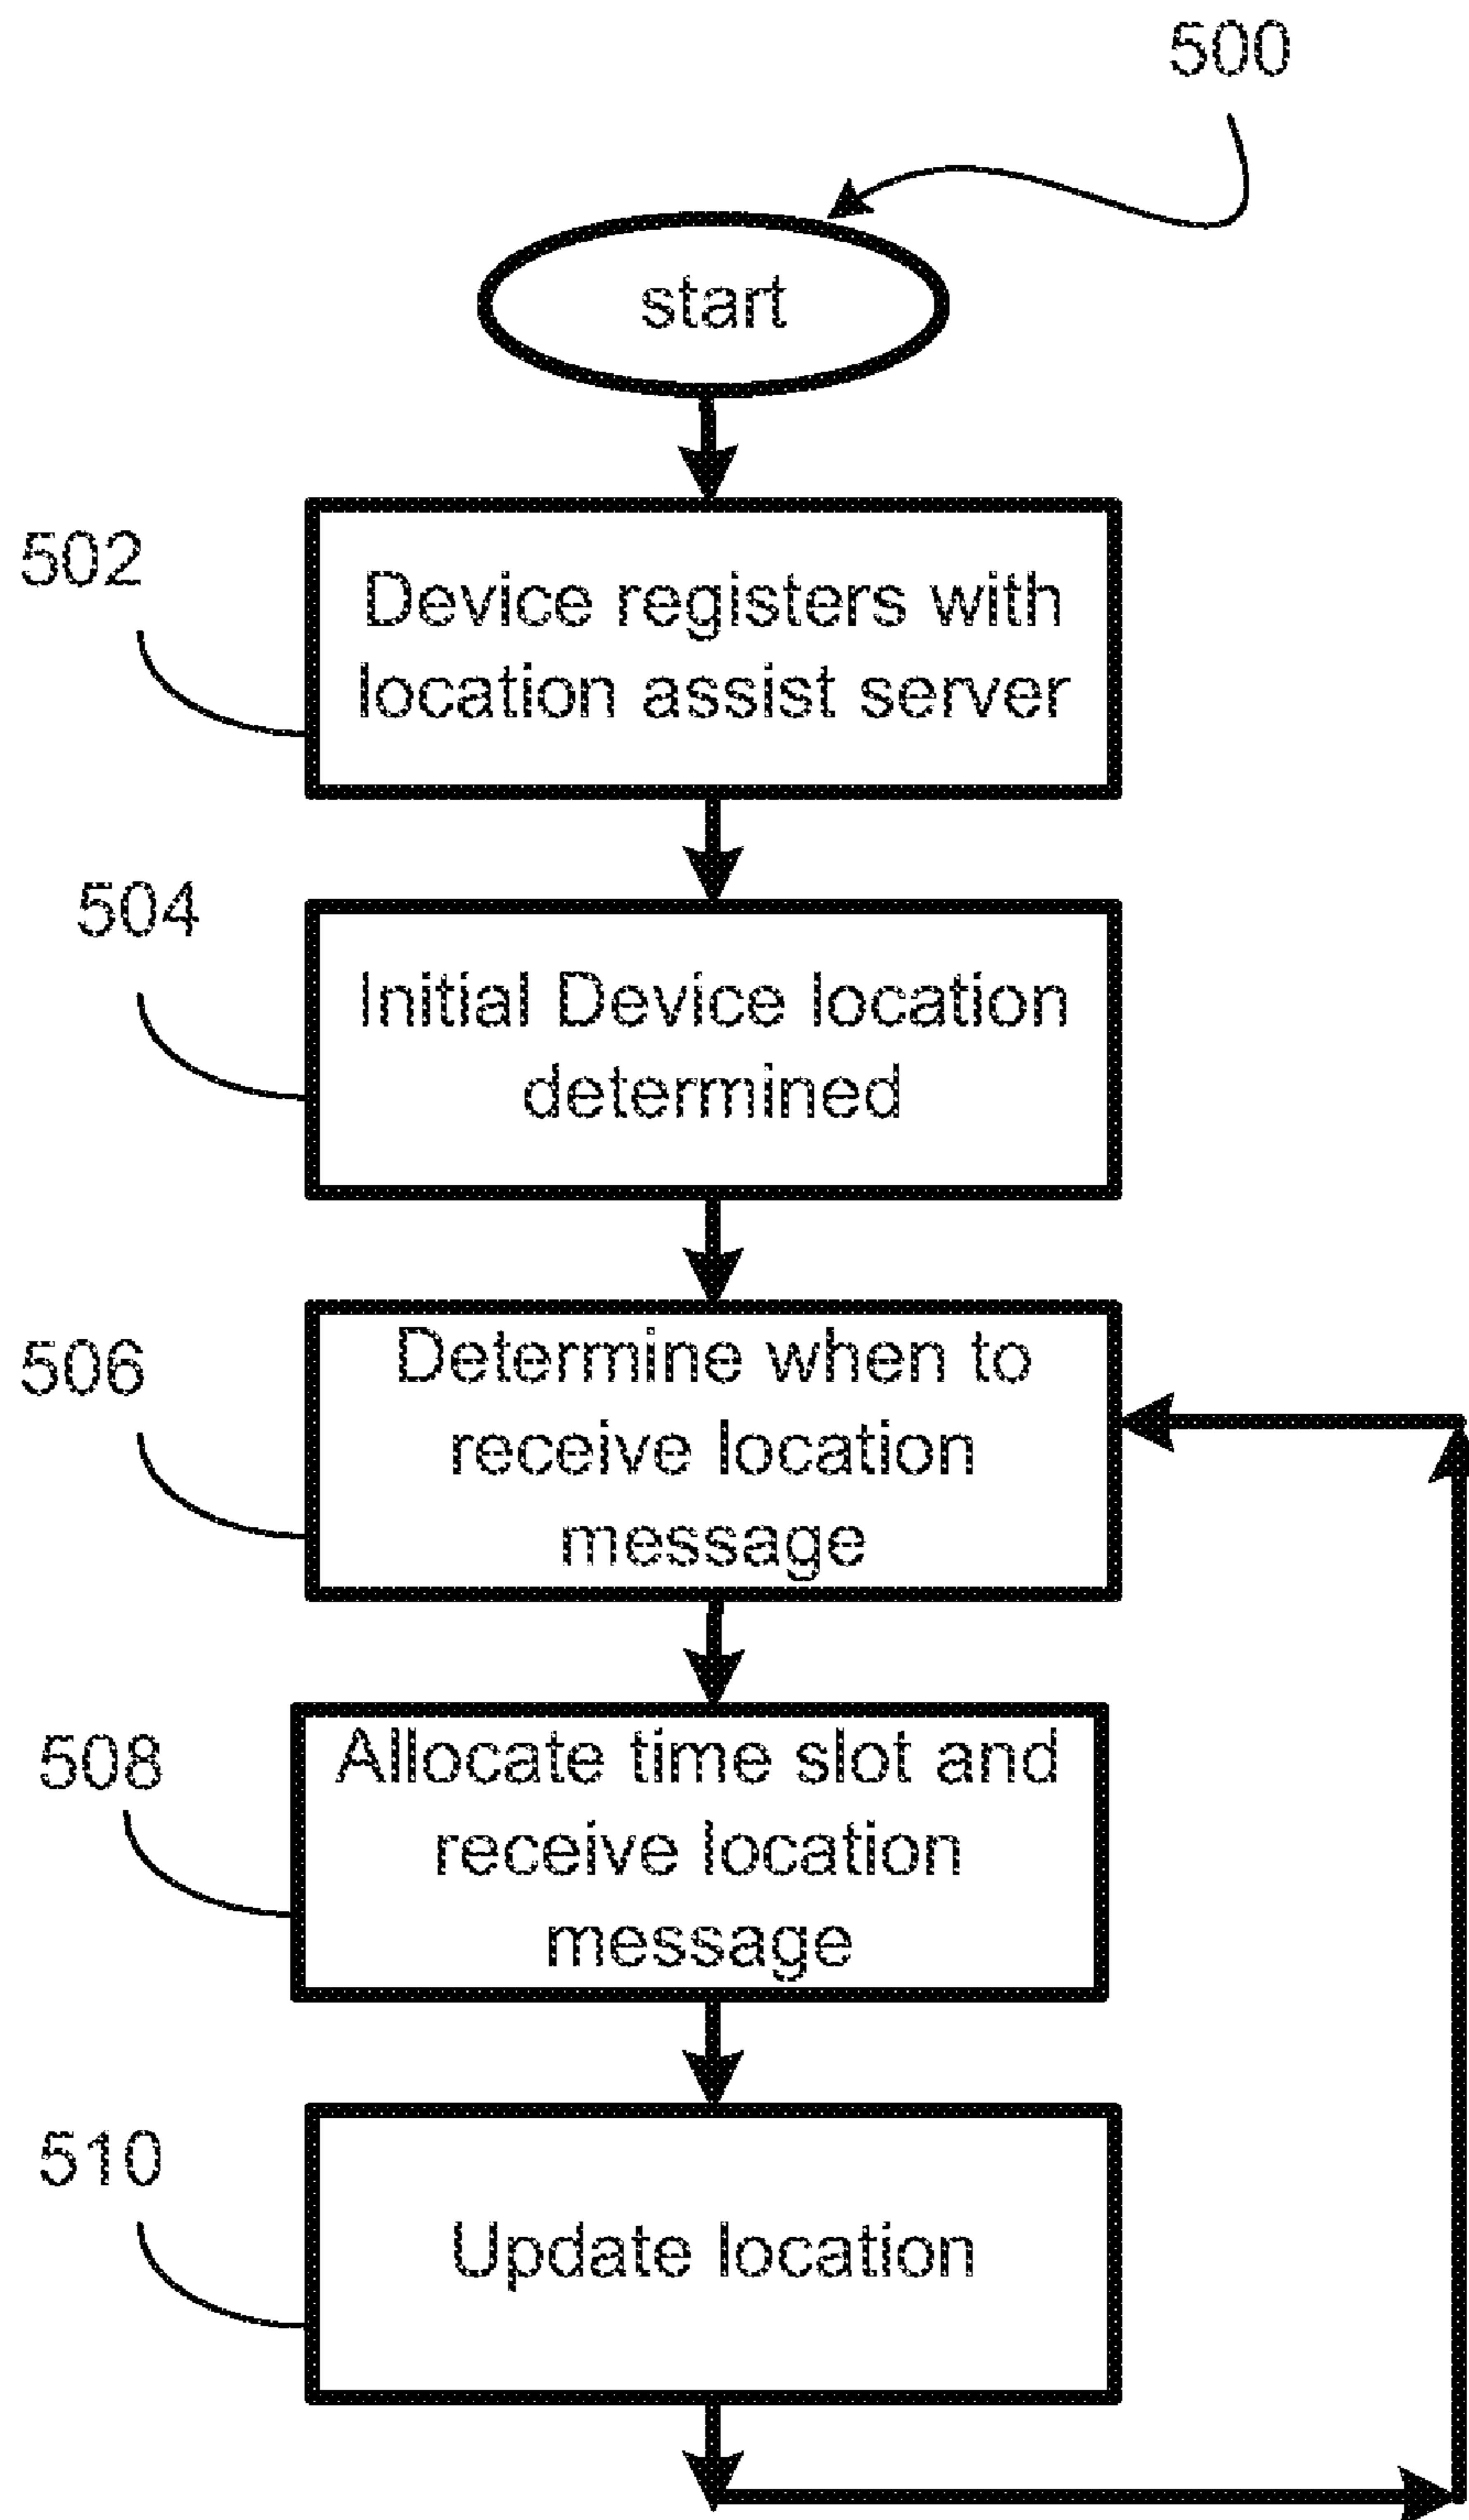 500
start
502
Device registers with
location assist server
504
Initial Device location
determined
506
Determine when to
receive location
message
508
Allocate time slot and
receive location
message
510
Update location